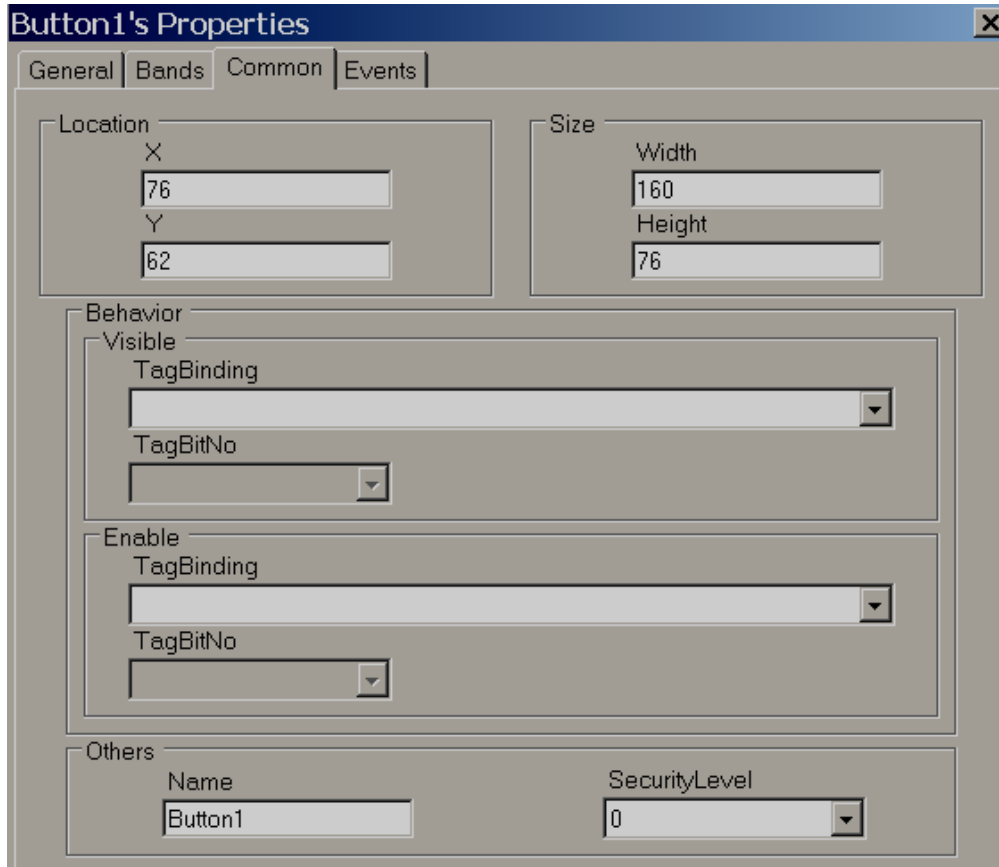 Button1's Properties
General Bands Common Events
Location Size
X Width
76 160
Y Height
62 76
Behavior
Visible
TagBinding
TagBitNo
Enable
TagBinding
TagBitNo
Others
Name SecurityLevel
Button1 0